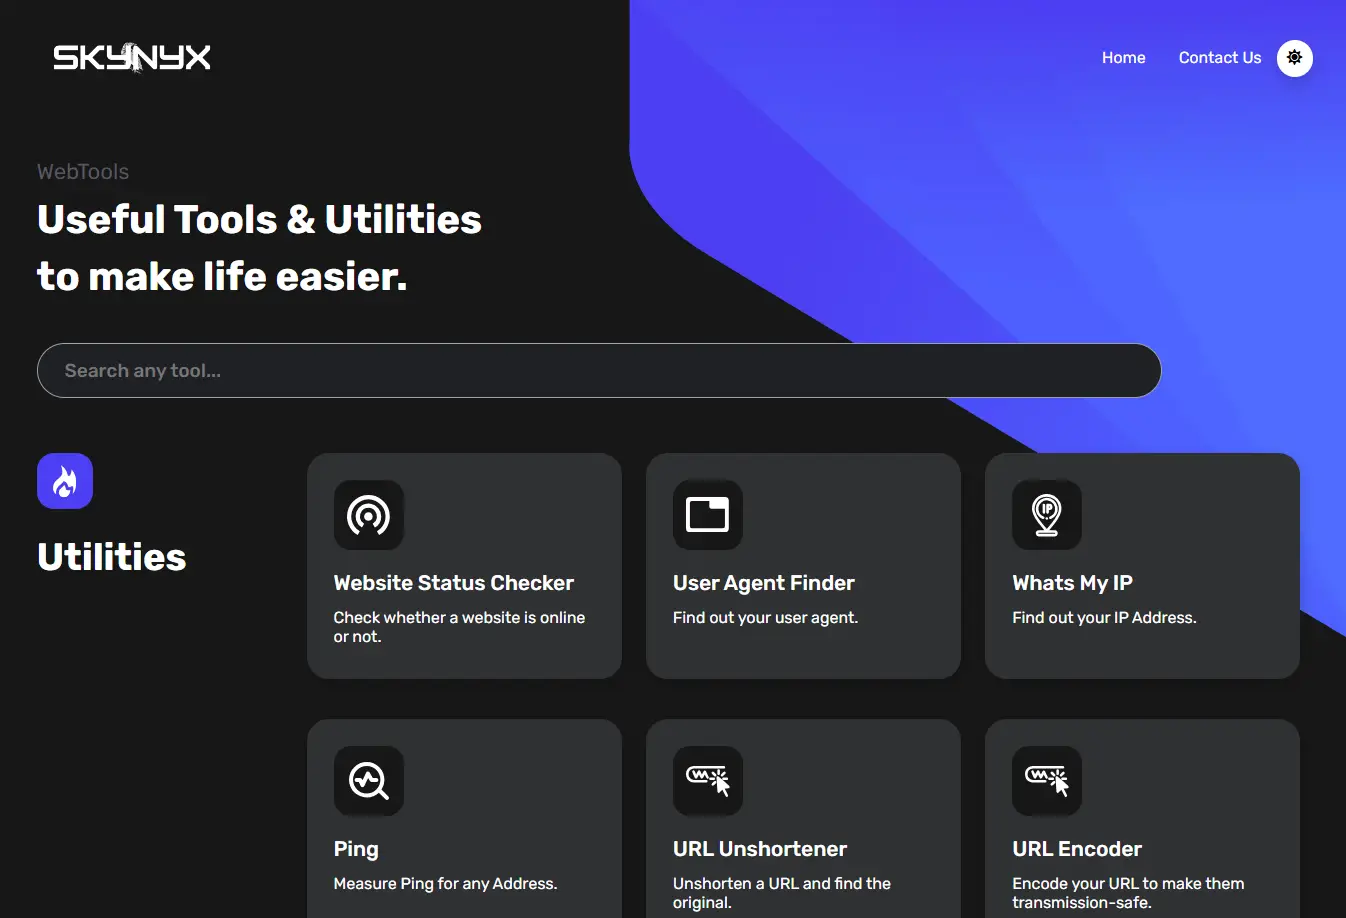 SKYNYX
Home
Contact Us
WebTools
Useful Tools & Utilities
to make life easier.
Search any tool...
Utilities
Website Status Checker
Check whether a website is online
or not.
User Agent Finder
Find out your user agent.
IP
Whats My IP
Find out your IP Address.
Ping
Measure Ping for any Address.
URL Unshortener
Unshorten a URL and find the
original.
URL Encoder
Encode your URL to make them
transmission-safe.